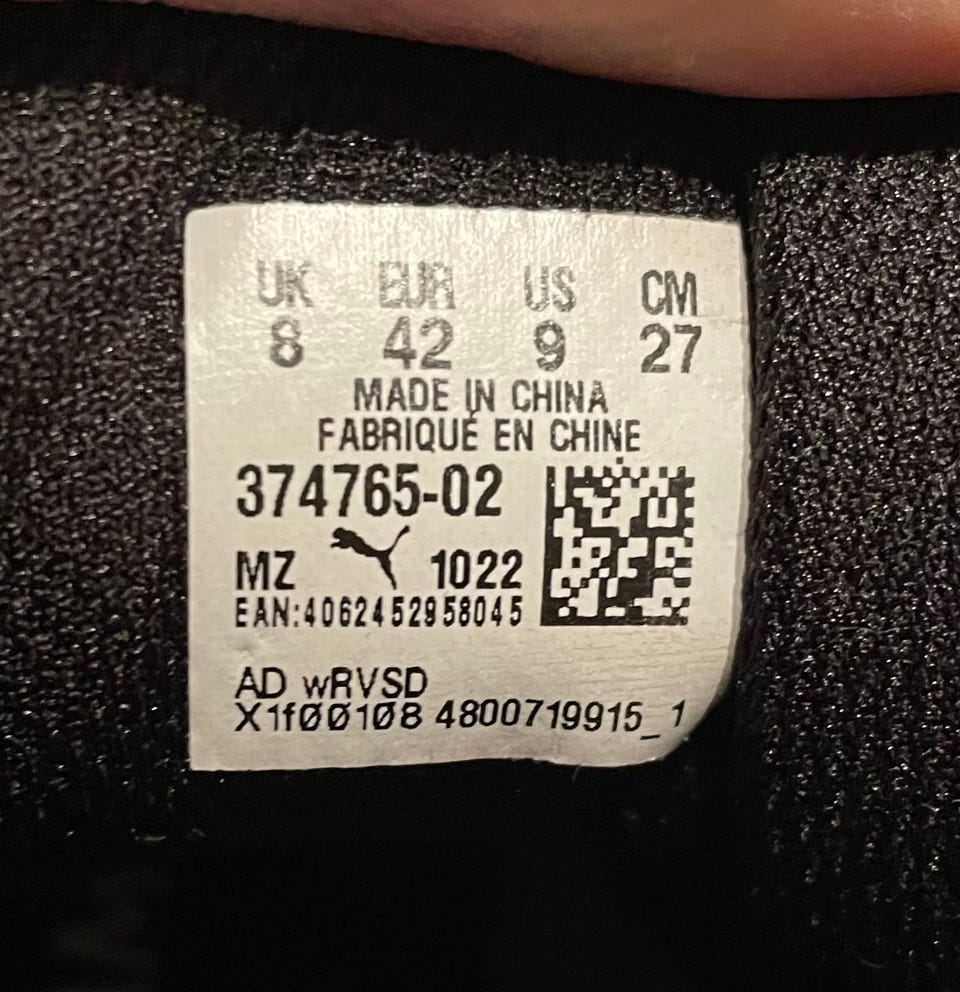 UK EUR US CM
8 42 9 27
MADE IN CHINA
FABRIQUÉ EN CHINE
374765-02
MZ 1022
EAN:4062452958045
AD wRVSD
X1f00108 4800719915_1